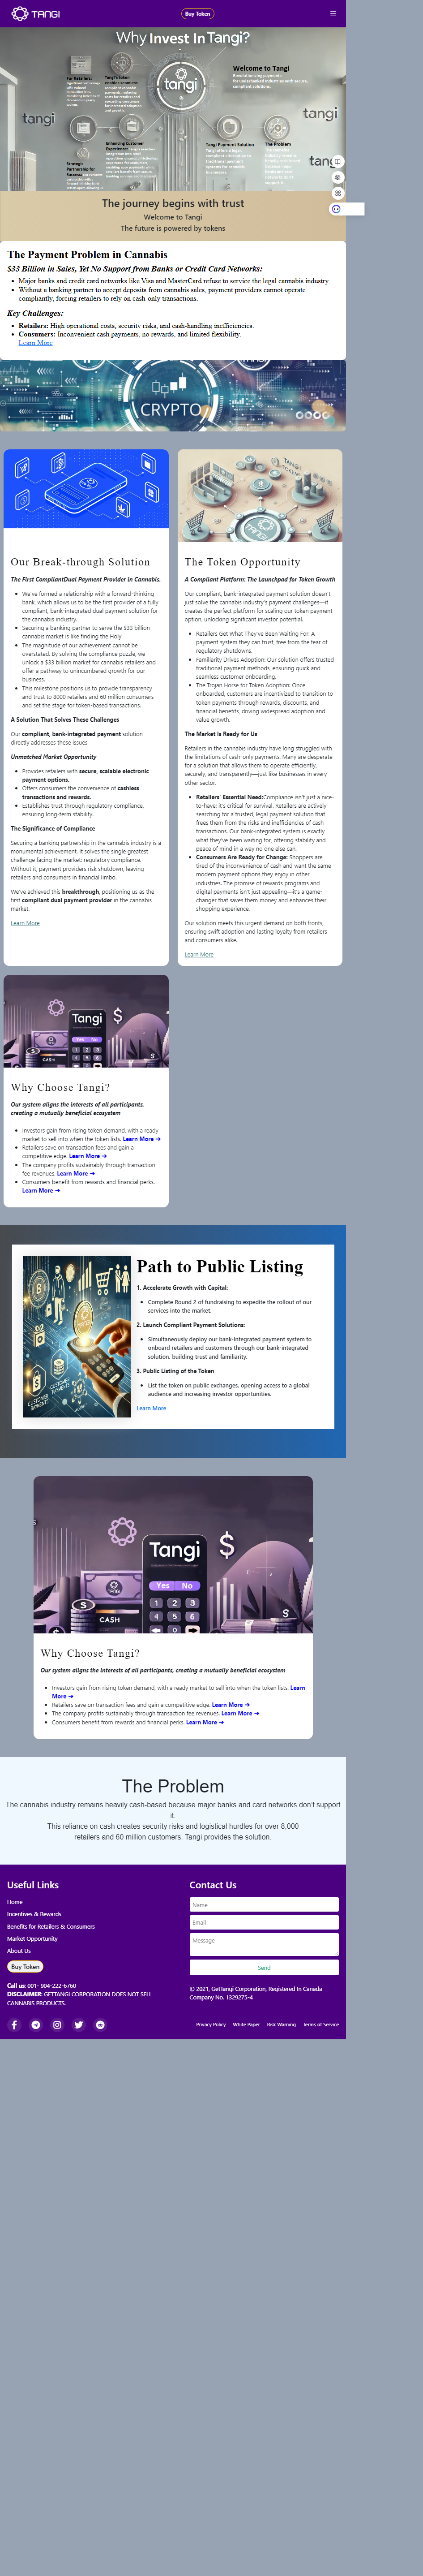 TANGI
Buy Token
Why Invest In Tangi?
For Retailers:
Tangi's token
enables seamless
Welcome to Tangi
Revolutionizing payments
for underbanked industries with moven,
compliant solutions.
TANGI
tangi
tangi
Enhancing Customer
Experience:
Tangi Payment Solution
The Problem
Strategic
Partnership for
Success:
The journey begins with trust
Welcome to Tangi
The future is powered by tokens
The Payment Problem in Cannabis
$33 Billion in Sales, Yet No Support from Banks or Credit Card Networks:
Major banks and credit card networks like Visa and MasterCard refuse to service the legal cannabis industry.
Without a banking partner to accept deposits from cannabis sales, payment providers cannot operate
compliantly, forcing retailers to rely on cash-only transactions.
Key Challenges:
Retailers: High operational costs, security risks, and cash-handling inefficiencies.
Consumers: Inconvenient cash payments, no rewards, and limited flexibility.
Learn More
CRYPTO
Our Break-through Solution
The First CompliantDual Payment Provider in Cannabis.
We've formed a relationship with a forward-thinking
bank, which allows us to be the first provider of a fully
compliant, bank-integrated dual payment solution for
the cannabis industry.
Securing a banking partner to serve the $33 billion
cannabis market is like finding the Holy
The magnitude of our achievement cannot be
overstated. By solving the compliance puzzle, we
unlock a $33 billion market for cannabis retailers and
offer a pathway to unincumbered growth for our
business.
This milestone positions us to provide transparency
and trust to 8000 retailers and 60 million consumers
and set the stage for token-based transactions.
A Solution That Solves These Challenges
Our compliant, bank-integrated payment solution
directly addresses these issues
Unmatched Market Opportunity
Provides retailers with secure, scalable electronic
payment options.
Offers consumers the convenience of cashless
transactions and rewards.
Establishes trust through regulatory compliance,
ensuring long-term stability.
The Significance of Compliance
Securing a banking partnership in the cannabis industry is a
monumental achievement. It solves the single greatest
challenge facing the market: regulatory compliance.
Without it, payment providers risk shutdown, leaving
retailers and consumers in financial limbo.
We've achieved this breakthrough, positioning us as the
first compliant dual payment provider in the cannabis
market.
Learn More
TANGI
TOKEN
TANGI
The Token Opportunity
A Compliant Platform: The Launchpad for Token Growth
Our compliant, bank-integrated payment solution doesn't
just solve the cannabis industry's payment challenges—it
creates the perfect platform for scaling our token capital
option, unlocking significant investor potential.
Retailers Get What They've Been Waiting For: A
payment system they can trust, free from the fear of
regulatory shutdowns.
Familiarity Drives Adoption: Our solution offers trusted
traditional payment methods, ensuring quick and
seamless customer onboarding.
The Trojan Horse for Token Adoption: Once
onboarded, customers are incentivized to transition to
token payments through rewards, discounts, and
financial benefits, driving widespread adoption and
value growth.
The Market Is Ready for Us
Retailers in the cannabis industry have long struggled with
the limitations of cash-only payments. Many are desperate
for a solution that allows them to operate efficiently,
securely, and transparently—just like businesses in every
other sector.
Retailers' Essential Need:Compliance isn't just a nice-
to-have; it's critical for survival. Retailers are actively
searching for a trusted, legal payment solution that
frees them from the risks and inefficiencies of cash
transactions. Our bank-integrated system is exactly
what they've been waiting for, offering stability and
peace of mind in a way no one else can.
Consumers Are Ready for Change: Shoppers are
tired of the inconvenience of cash and want the same
modern payment options they enjoy in other
industries. The promise of rewards programs and
digital payments isn't just appealing—it's a game-
changer that saves them money and enhances their
shopping experience.
Our solution meets this urgent demand on both fronts,
ensuring swift adoption and lasting loyalty from retailers
and consumers alike.
Learn More
TANGI
Tangi
Yes No
CASH
Why Choose Tangi?
Our system aligns the interests of all participants,
creating a mutually beneficial ecosystem
Investors gain from rising token demand, with a ready
market to sell into when the token lists. Learn More ➔
Retailers save on transaction fees and gain a
competitive edge. Learn More ➔
The company profits sustainably through transaction
fee revenues. Learn More ➔
Consumers benefit from rewards and financial perks.
Learn More ➔
CUSTOMER
PAYMENTS
Path to Public Listing
1. Accelerate Growth with Capital:
Complete Round 2 of fundraising to expedite the rollout of our
services into the market.
2. Launch Compliant Payment Solutions:
Simultaneously deploy our bank-integrated payment system to
onboard retailers and customers through our bank-integrated
solution, building trust and familiarity.
3. Public Listing of the Token
List the token on public exchanges, opening access to a global
audience and increasing investor opportunities.
Learn More
TANGI
TANGI
Yes No
CASH
Why Choose Tangi?
Our system aligns the interests of all participants, creating a mutually beneficial ecosystem
Investors gain from rising token demand, with a ready market to sell into when the token lists. Learn
More ➔
Retailers save on transaction fees and gain a competitive edge. Learn More ➔
The company profits sustainably through transaction fee revenues. Learn More ➔
Consumers benefit from rewards and financial perks. Learn More ➔
The Problem
The cannabis industry remains heavily cash-based because major banks and card networks don't support
it.
This reliance on cash creates security risks and logistical hurdles for over 8,000
retailers and 60 million customers. Tangi provides the solution.
Useful Links
Home
Incentives & Rewards
Benefits for Retailers & Consumers
Market Opportunity
About Us
Buy Token
Call us: 001- 904-222-6760
DISCLAIMER: GETTANGI CORPORATION DOES NOT SELL
CANNABIS PRODUCTS.
Contact Us
Name
Email
Message
Send
© 2021, GetTangi Corporation, Registered In Canada
Company No. 1329275-4
Privacy Policy White Paper Risk Warning Terms of Service